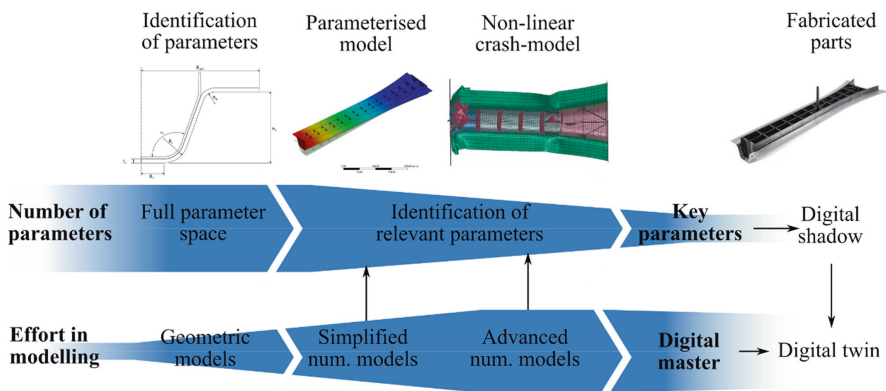 Identification
of parameters
Parameterised
model
Non-linear
crash-model
Fabricated
parts
Number of
parameters
Full parameter
space
Identification of
relevant parameters
Key
parameters
Digital
shadow
Effort in
modelling
Geometric
models
Simplified
num. models
Advanced
num. models
Digital
master
Digital twin